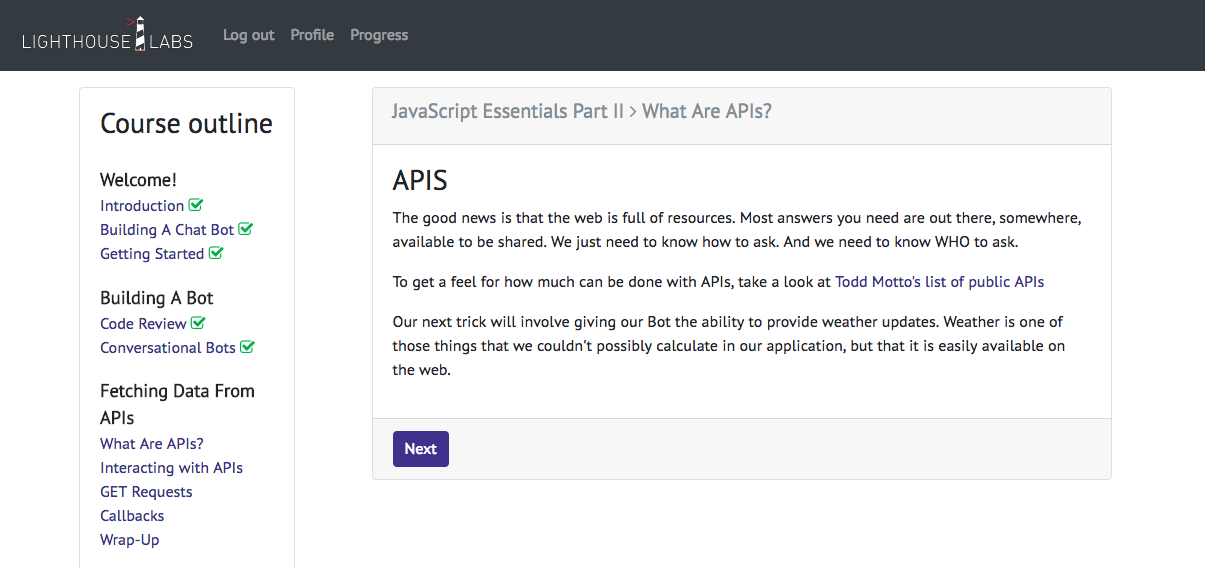 LIGHTHOUSE LABS
Log out Profile Progress
Course outline
Welcome!
Introduction
Building A Chat Bot
Getting Started
Building A Bot
Code Review
Conversational Bots
Fetching Data From
APIs
What Are APIs?
Interacting with APIs
GET Requests
Callbacks
Wrap-Up
JavaScript Essentials Part II > What Are APIs?
APIS
The good news is that the web is full of resources. Most answers you need are out there, somewhere,
available to be shared. We just need to know how to ask. And we need to know WHO to ask.
To get a feel for how much can be done with APIs, take a look at Todd Motto's list of public APIs
Our next trick will involve giving our Bot the ability to provide weather updates. Weather is one of
those things that we couldn't possibly calculate in our application, but that it is easily available on
the web.
Next